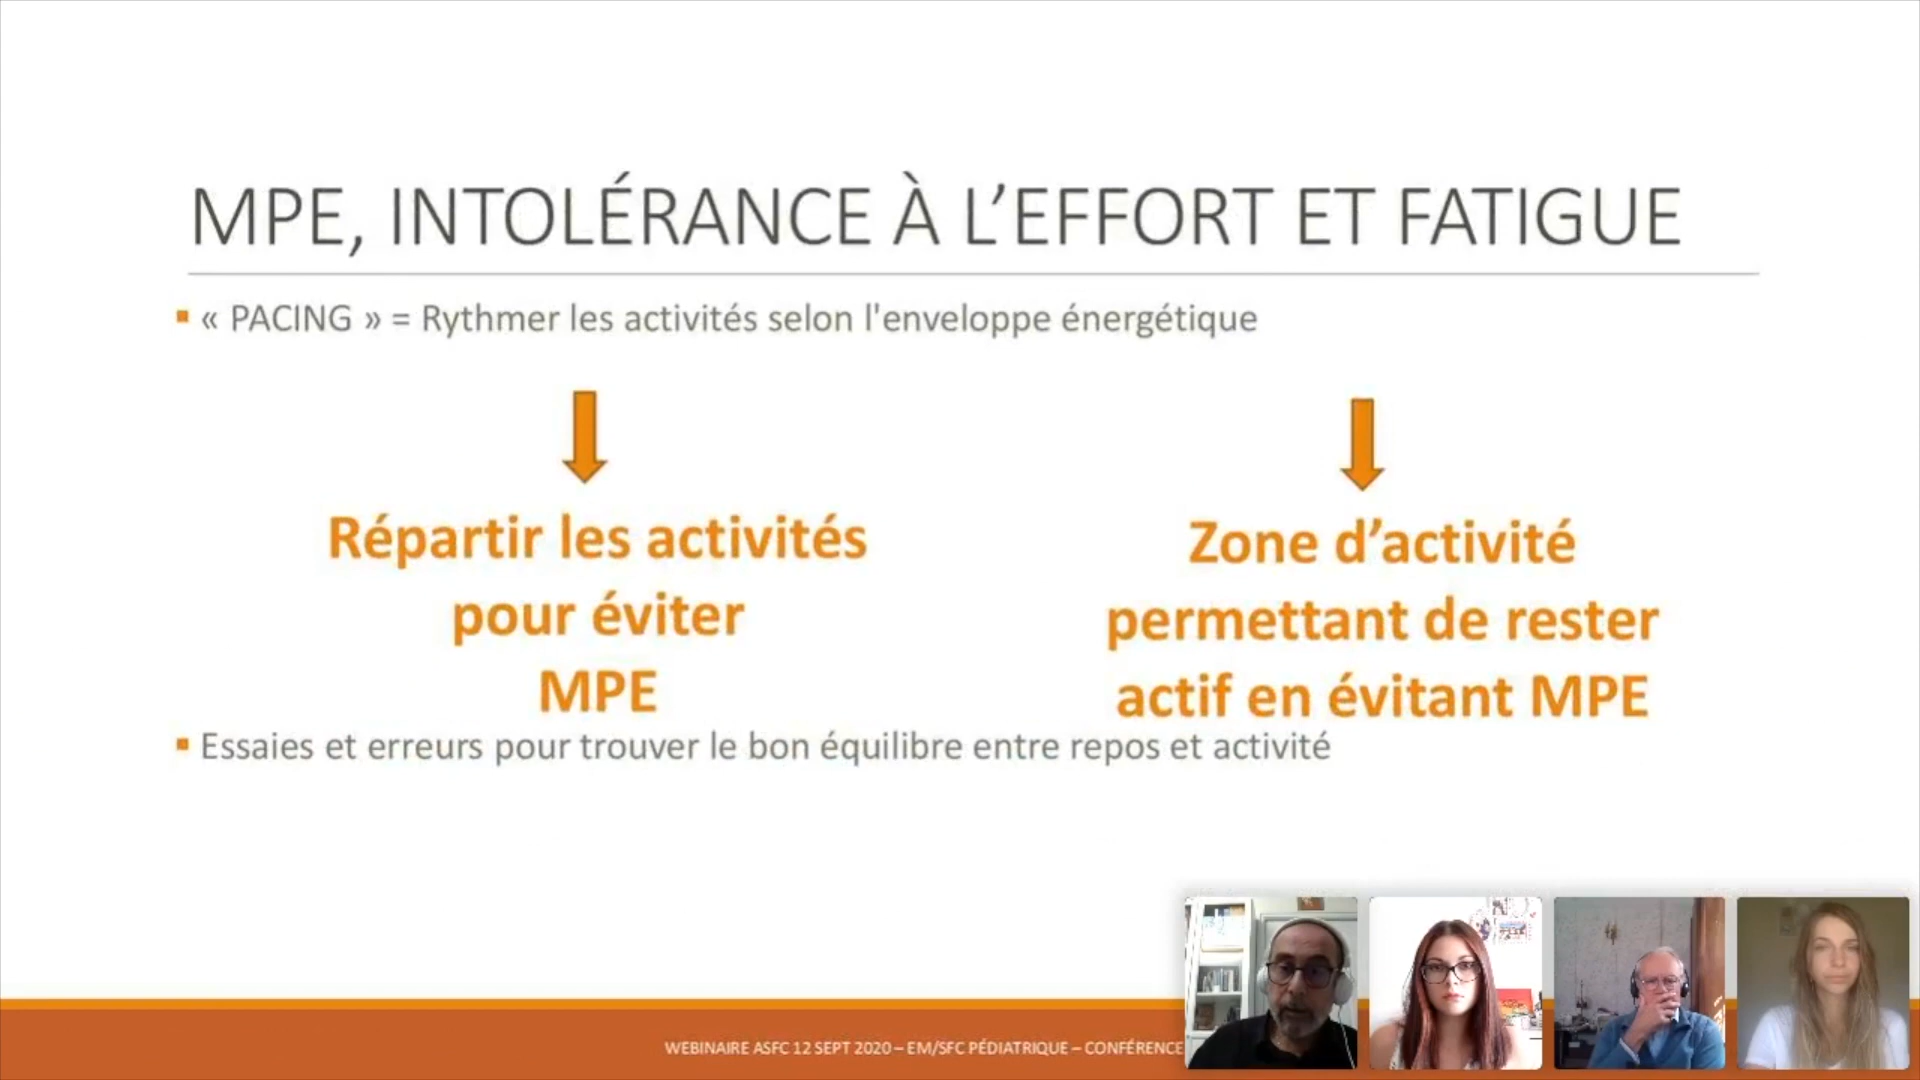 MPE, INTOLÉRANCE À L’EFFORT ET FATIGUE
▪ « PACING » = Rythmer les activités selon l'enveloppe énergétique
Répartir les activités
pour éviter
MPE
Zone d’activité
permettant de rester
actif en évitant MPE
▪ Essaies et erreurs pour trouver le bon équilibre entre repos et activité
WEBINAIRE ASFC 12 SEPT 2020 – EM/SFC PÉDIATRIQUE – CONFÉRENCE